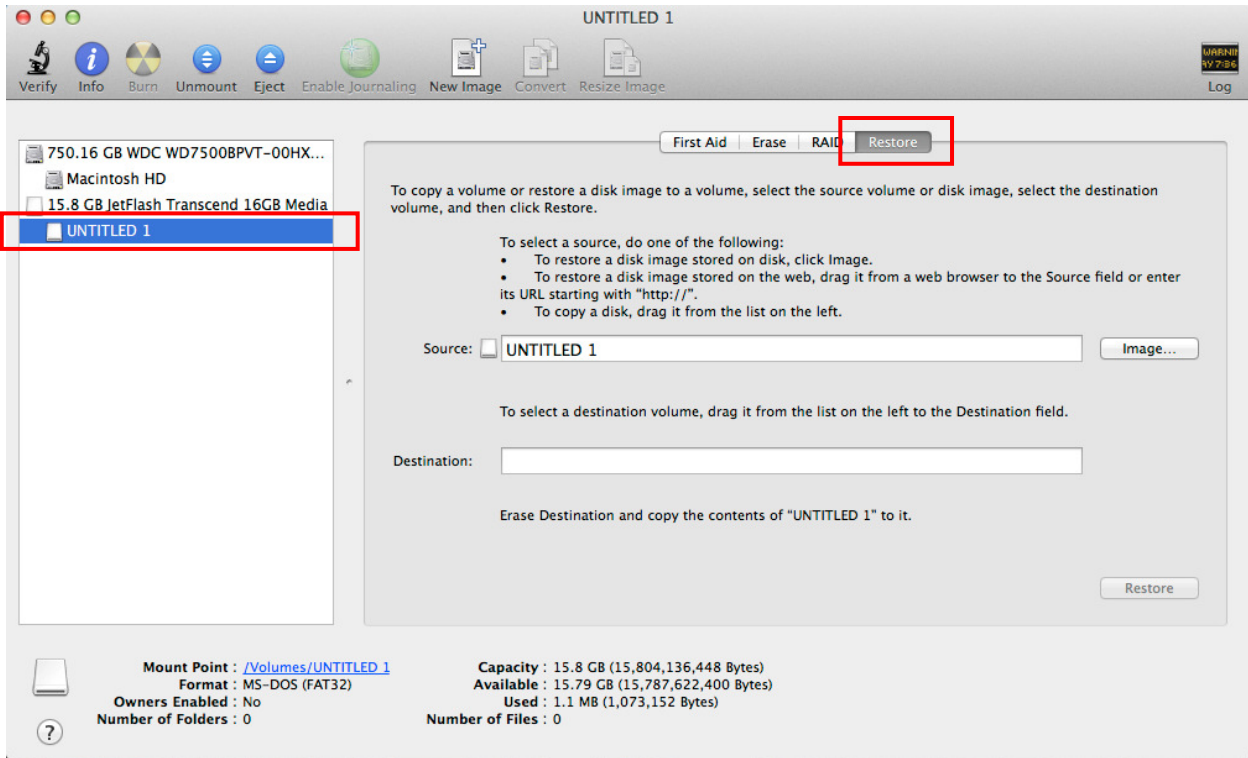 UNTITLED 1
Verify Info Burn Unmount Eject Enable Journaling New Image Convert Resize Image Log
First Aid Erase RAID Restore
750.16 GB WDC WD7500BPVT-00HX...
Macintosh HD
15.8 GB JetFlash Transcend 16GB Media
UNTITLED 1
To copy a volume or restore a disk image to a volume, select the source volume or disk image, select the destination
volume, and then click Restore.
To select a source, do one of the following:
• To restore a disk image stored on disk, click Image.
• To restore a disk image stored on the web, drag it from a web browser to the Source field or enter
its URL starting with “http://”.
• To copy a disk, drag it from the list on the left.
Source: UNTITLED 1 Image...
To select a destination volume, drag it from the list on the left to the Destination field.
Destination:
Erase Destination and copy the contents of “UNTITLED 1” to it.
Restore
Mount Point : /Volumes/UNTITLED 1
Format : MS-DOS (FAT32)
Owners Enabled : No
Number of Folders : 0
Capacity : 15.8 GB (15,804,136,448 Bytes)
Available : 15.79 GB (15,787,622,400 Bytes)
Used : 1.1 MB (1,073,152 Bytes)
Number of Files : 0
?